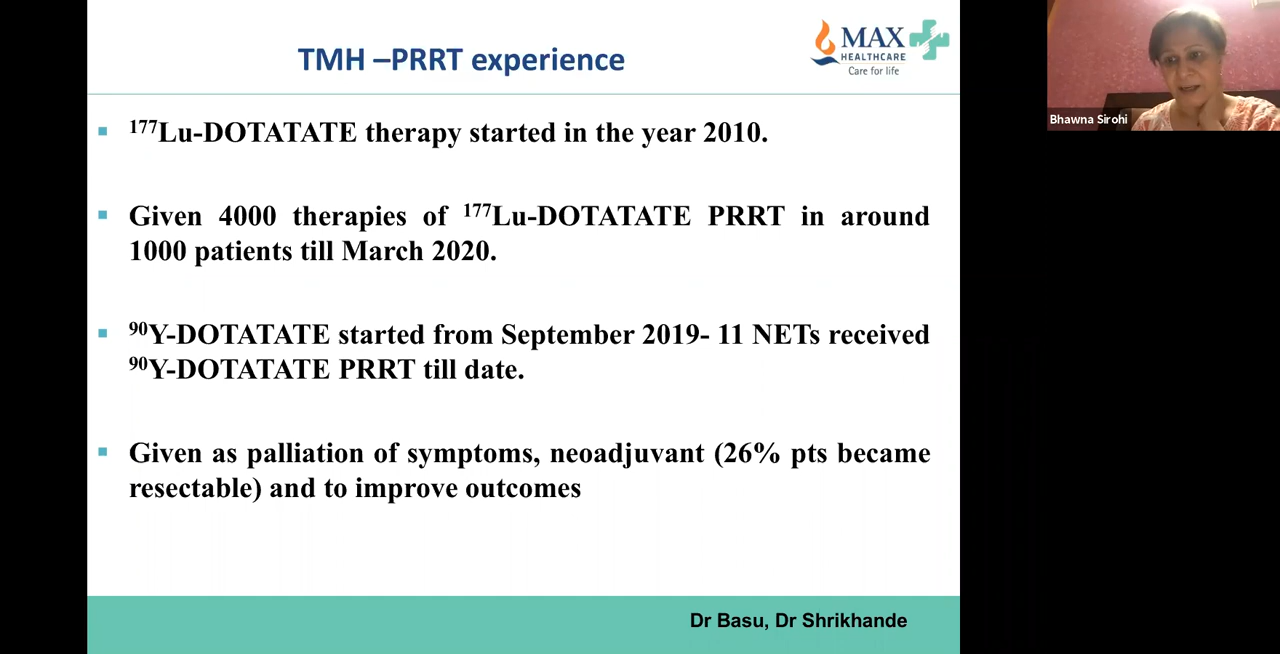 TMH –PRRT experience
MAX
HEALTHCARE
Care for life
Bhawna Sirohi
▪ ¹⁷⁷Lu-DOTATATE therapy started in the year 2010.
▪ Given 4000 therapies of ¹⁷⁷Lu-DOTATATE PRRT in around
1000 patients till March 2020.
▪ ⁹⁰Y-DOTATATE started from September 2019- 11 NETs received
⁹⁰Y-DOTATATE PRRT till date.
▪ Given as palliation of symptoms, neoadjuvant (26% pts became
resectable) and to improve outcomes
Dr Basu, Dr Shrikhande